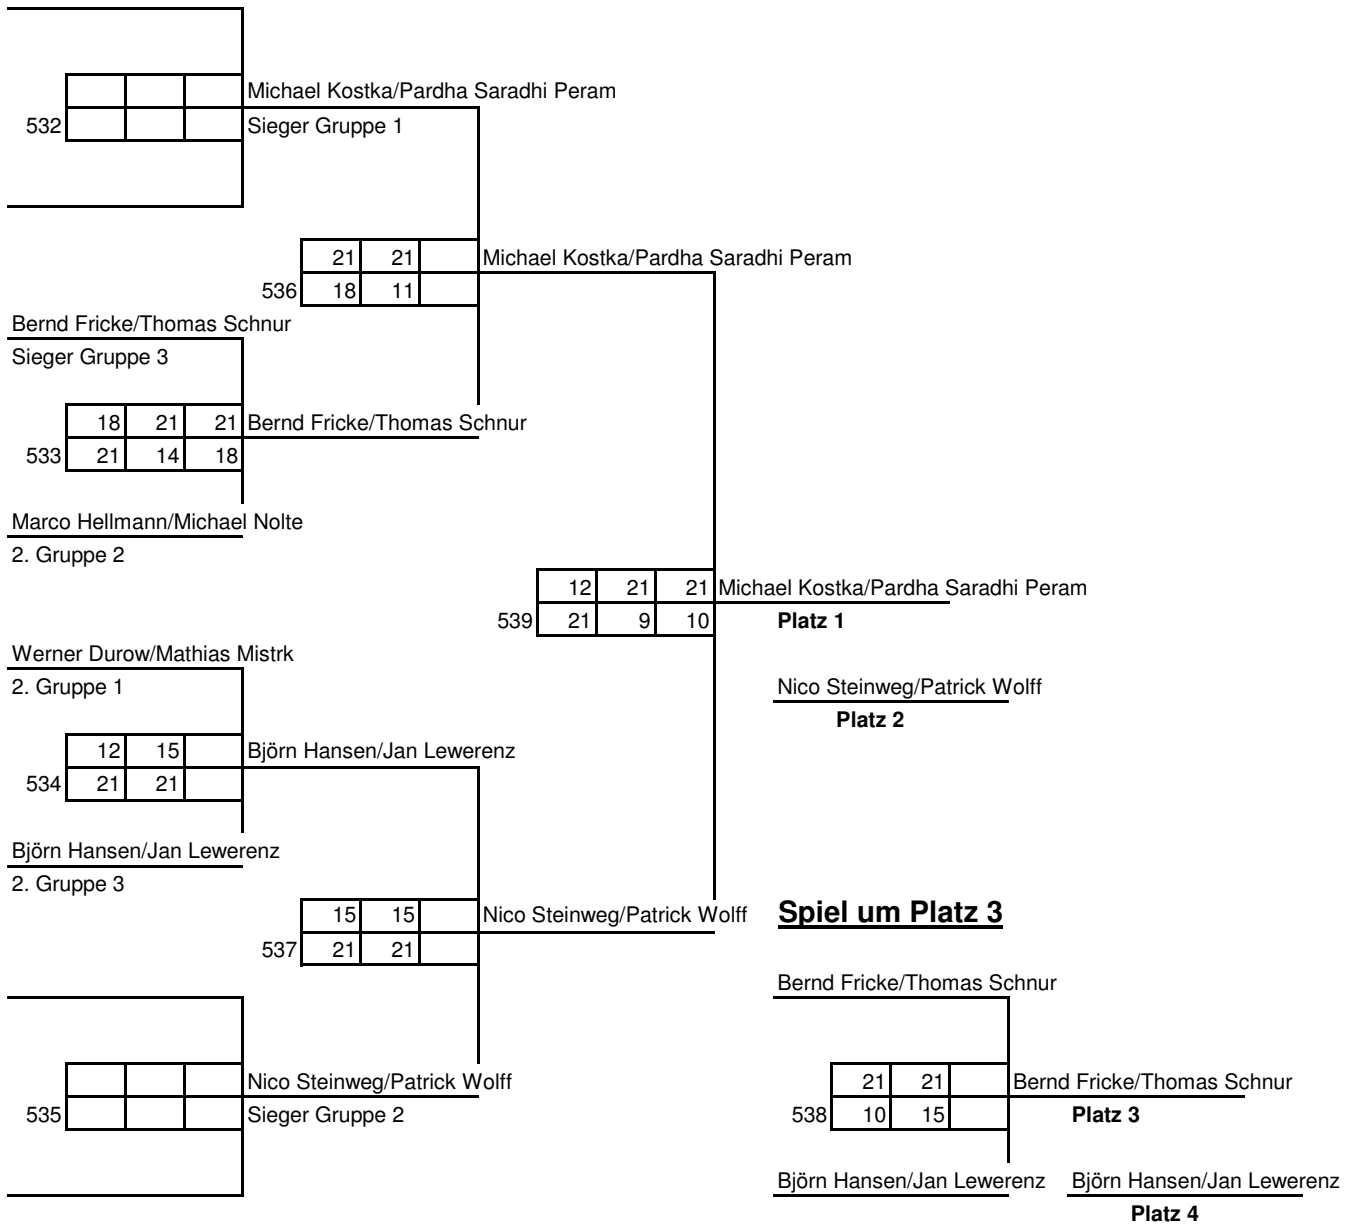 Michael Kostka/Pardha Saradhi Peram
532 Sieger Gruppe 1
21 21 Michael Kostka/Pardha Saradhi Peram
536 18 11
Bernd Fricke/Thomas Schnur
Sieger Gruppe 3
18 21 21 Bernd Fricke/Thomas Schnur
533 21 14 18
Marco Hellmann/Michael Nolte
2. Gruppe 2
12 21 21 Michael Kostka/Pardha Saradhi Peram
539 21 9 10 Platz 1
Werner Durow/Mathias Mistrk
2. Gruppe 1
Nico Steinweg/Patrick Wolff
Platz 2
12 15 Björn Hansen/Jan Lewerenz
534 21 21
Björn Hansen/Jan Lewerenz
2. Gruppe 3
15 15 Nico Steinweg/Patrick Wolff
537 21 21
Spiel um Platz 3
Bernd Fricke/Thomas Schnur
Nico Steinweg/Patrick Wolff
535 Sieger Gruppe 2
21 21 Bernd Fricke/Thomas Schnur
538 10 15 Platz 3
Björn Hansen/Jan Lewerenz
Björn Hansen/Jan Lewerenz
Platz 4